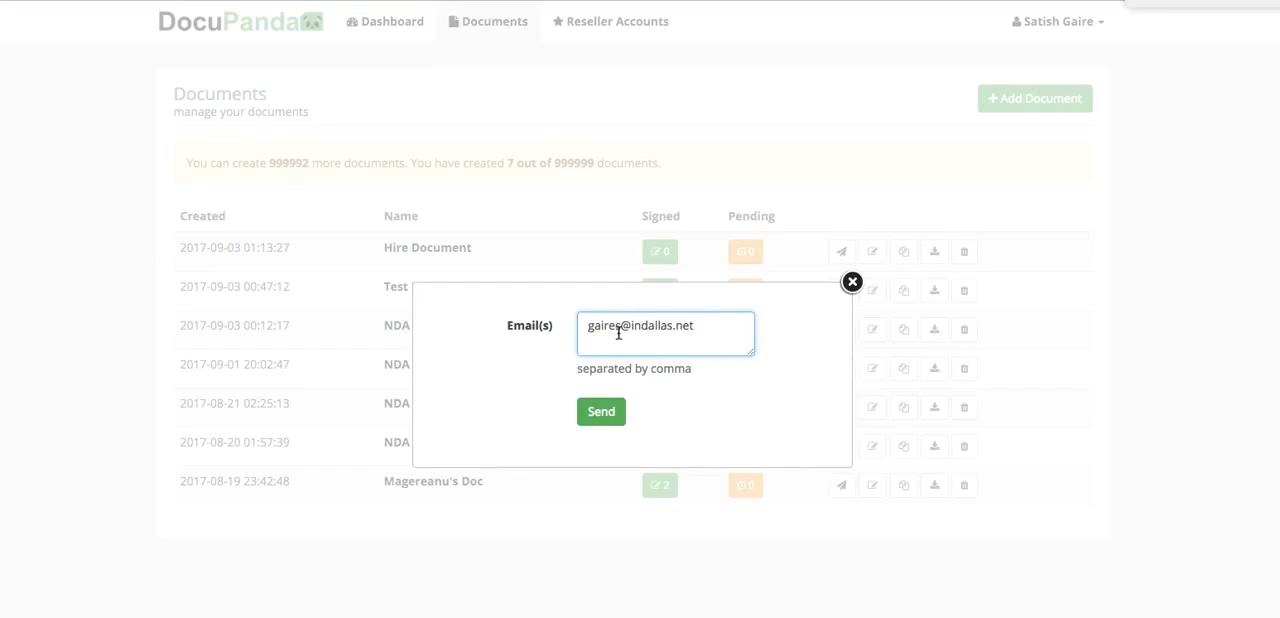 DocuPanda Dashboard Documents Reseller Accounts Satish Gaire
Documents
manage your documents
+ Add Document
You can create 999992 more documents. You have created 7 out of 999999 documents.
Created Name Signed Pending
2017-09-03 01:13:27 Hire Document 0 0
2017-09-03 00:47:12 Test
Email(s) gaires@indallas.net
2017-09-03 00:12:17 NDA
separated by comma
2017-09-01 20:02:47 NDA
2017-08-21 02:25:13 NDA
Send
2017-08-20 01:57:39 NDA
2017-08-19 23:42:48 Magereanu's Doc 2 0